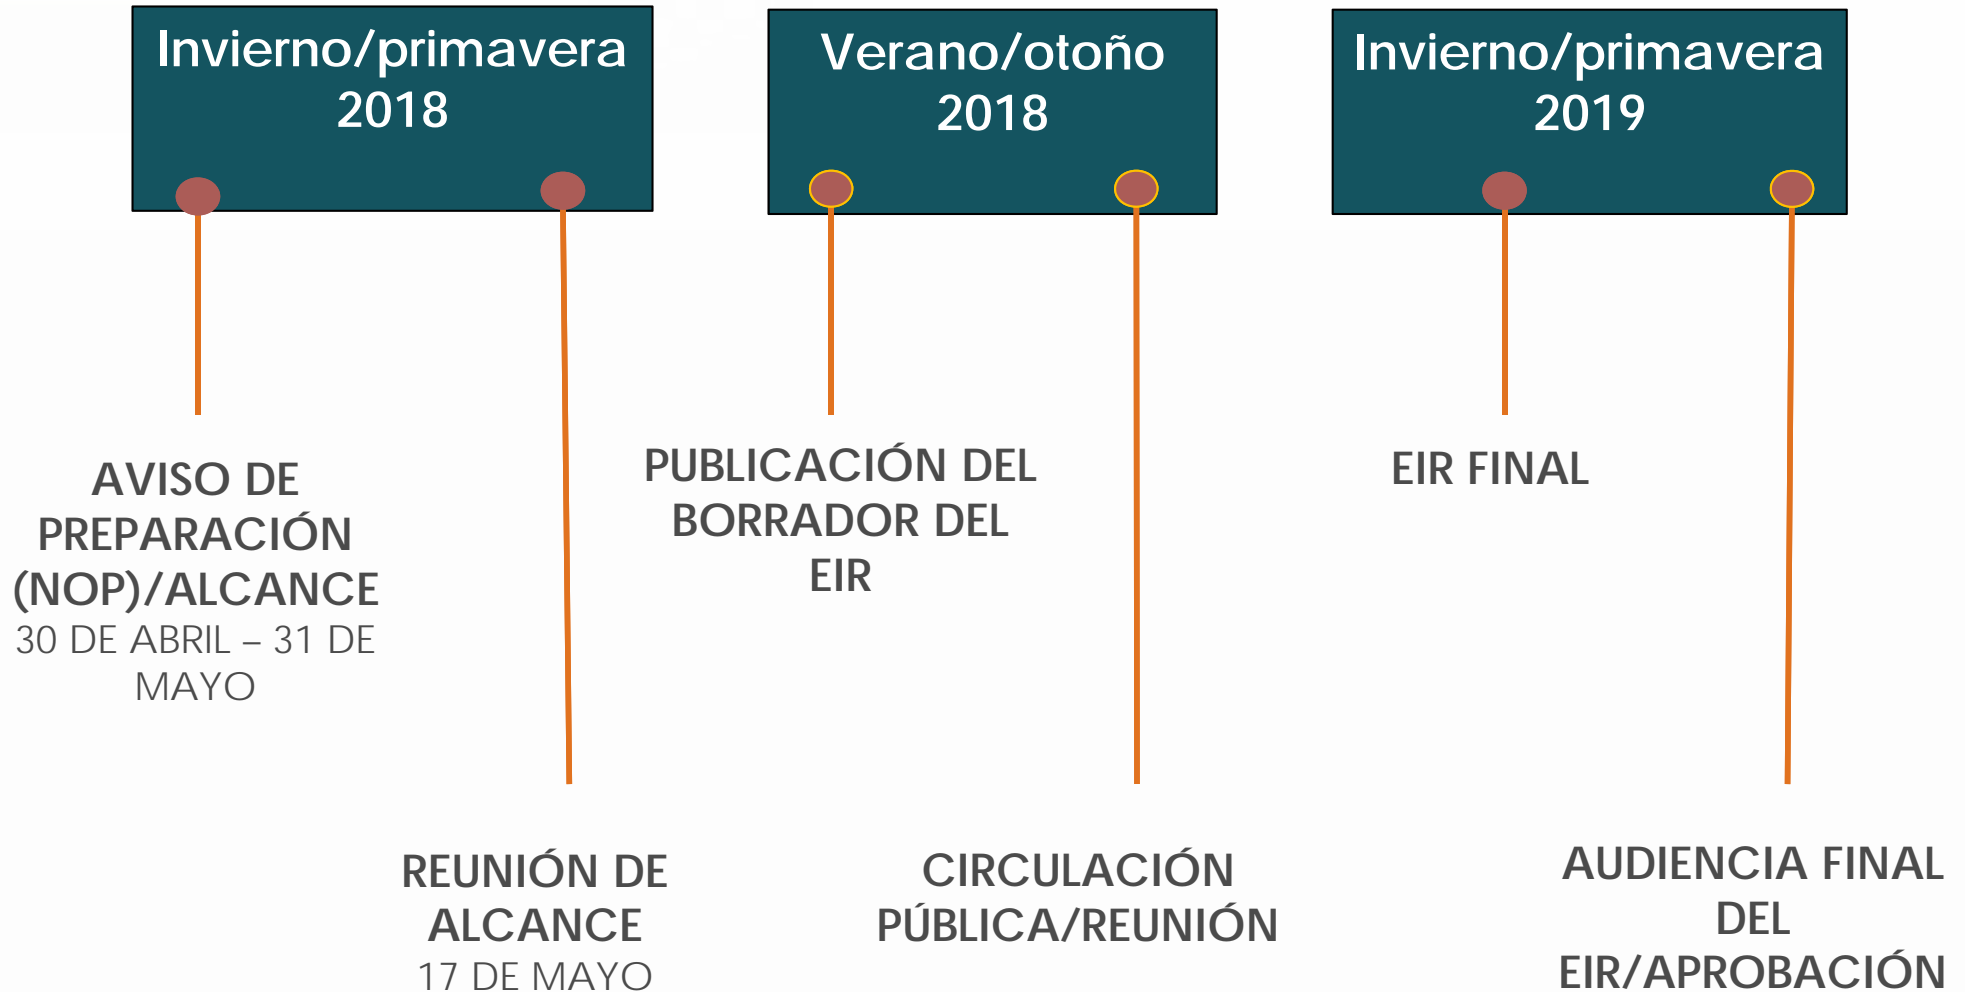 Invierno/primavera
2018
Verano/otoño
2018
Invierno/primavera
2019
AVISO DE
PREPARACIÓN
(NOP)/ALCANCE
30 DE ABRIL – 31 DE
MAYO
PUBLICACIÓN DEL
BORRADOR DEL
EIR
EIR FINAL
REUNIÓN DE
ALCANCE
17 DE MAYO
CIRCULACIÓN
PÚBLICA/REUNIÓN
AUDIENCIA FINAL
DEL
EIR/APROBACIÓN